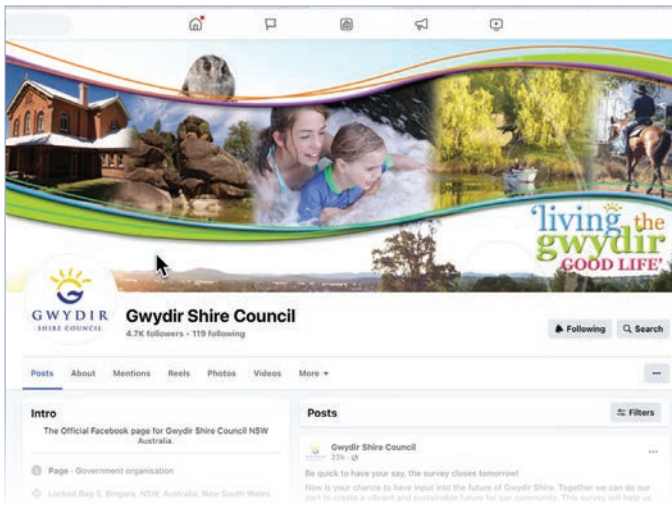 'living the
gwydir
GOOD LIFE'
GWYDIR
SHIRE COUNCIL
Gwydir Shire Council
4.7K followers • 119 following
Following
Search
Posts
About
Mentions
Reels
Photos
Videos
More
Intro
The Official Facebook page for Gwydir Shire Council NSW
Australia.
Page · Government organisation
Locked Bag 5, Bingara, NSW, Australia, New South Wales
Posts
Filters
Gwydir Shire Council
23h
Be quick to have your say, the survey closes tomorrow!
Now is your chance to have input into the future of Gwydir Shire. Together we can do our
part to create a vibrant and sustainable future for our community. This survey will help us